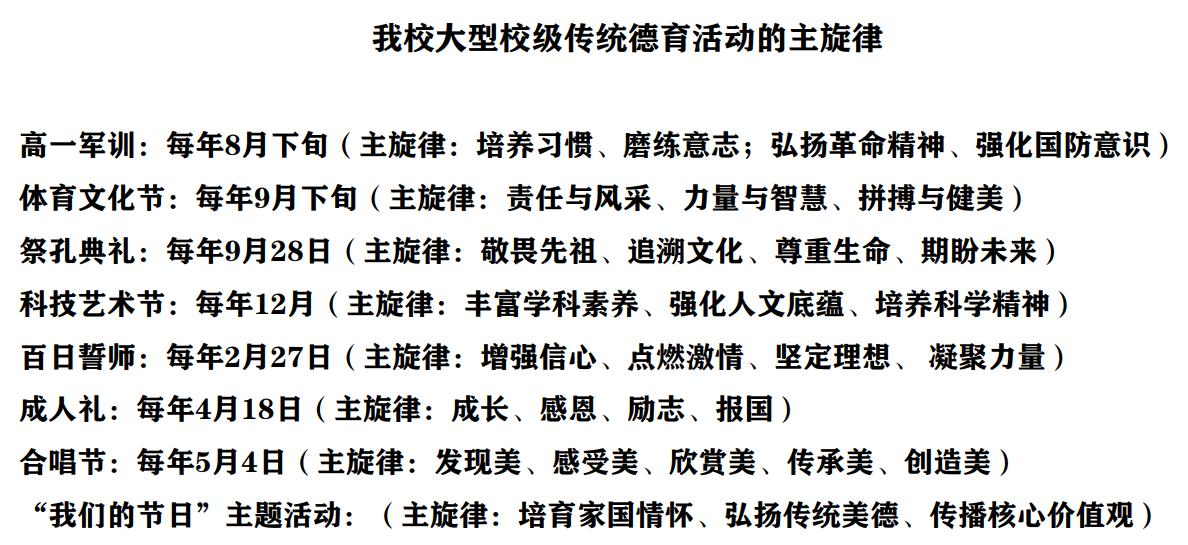 我校大型校级传统德育活动的主旋律
高一军训：每年8月下旬（主旋律：培养习惯、磨练意志；弘扬革命精神、强化国防意识）
体育文化节：每年9月下旬（主旋律：责任与风采、力量与智慧、拼搏与健美）
祭孔典礼：每年9月28日（主旋律：敬畏先祖、追溯文化、尊重生命、期盼未来）
科技艺术节：每年12月（主旋律：丰富学科素养、强化人文底蕴、培养科学精神）
百日誓师：每年2月27日（主旋律：增强信心、点燃激情、坚定理想、 凝聚力量）
成人礼：每年4月18日（主旋律：成长、感恩、励志、报国）
合唱节：每年5月4日（主旋律：发现美、感受美、欣赏美、传承美、创造美）
“我们的节日”主题活动：（主旋律：培育家国情怀、弘扬传统美德、传播核心价值观）